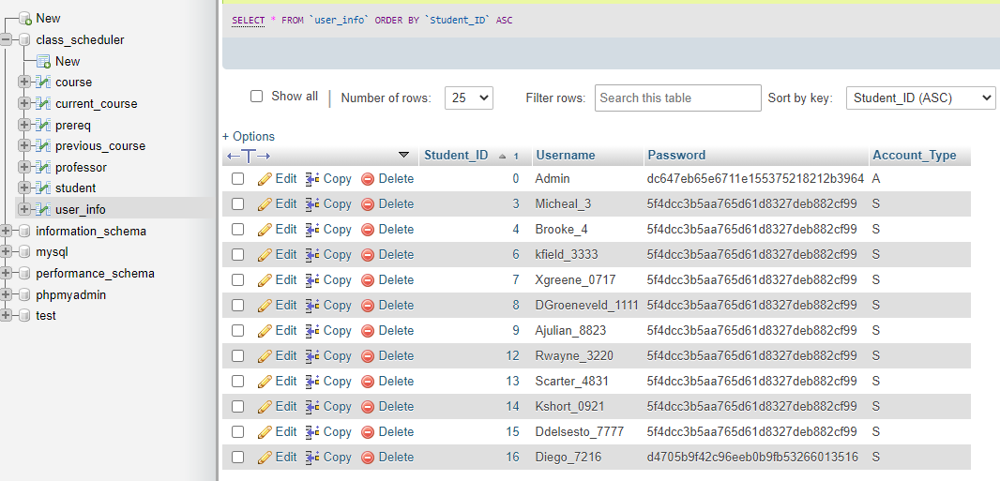 New
class_scheduler
New
course
current_course
prereq
previous_course
professor
student
user_info
information_schema
mysql
performance_schema
phpmyadmin
test
SELECT * FROM `user_info` ORDER BY `Student_ID` ASC
Show all | Number of rows: 25 Filter rows: Search this table Sort by key: Student_ID (ASC)
+ Options
←T→ Student_ID 1 Username Password Account_Type
Edit Copy Delete 0 Admin dc647eb65e6711e155375218212b3964 A
Edit Copy Delete 3 Micheal_3 5f4dcc3b5aa765d61d8327deb882cf99 S
Edit Copy Delete 4 Brooke_4 5f4dcc3b5aa765d61d8327deb882cf99 S
Edit Copy Delete 6 kfield_3333 5f4dcc3b5aa765d61d8327deb882cf99 S
Edit Copy Delete 7 Xgreene_0717 5f4dcc3b5aa765d61d8327deb882cf99 S
Edit Copy Delete 8 DGroeneveld_1111 5f4dcc3b5aa765d61d8327deb882cf99 S
Edit Copy Delete 9 Ajulian_8823 5f4dcc3b5aa765d61d8327deb882cf99 S
Edit Copy Delete 12 Rwayne_3220 5f4dcc3b5aa765d61d8327deb882cf99 S
Edit Copy Delete 13 Scarter_4831 5f4dcc3b5aa765d61d8327deb882cf99 S
Edit Copy Delete 14 Kshort_0921 5f4dcc3b5aa765d61d8327deb882cf99 S
Edit Copy Delete 15 Ddelsesto_7777 5f4dcc3b5aa765d61d8327deb882cf99 S
Edit Copy Delete 16 Diego_7216 d4705b9f42c96eeb0b9fb53266013516 S